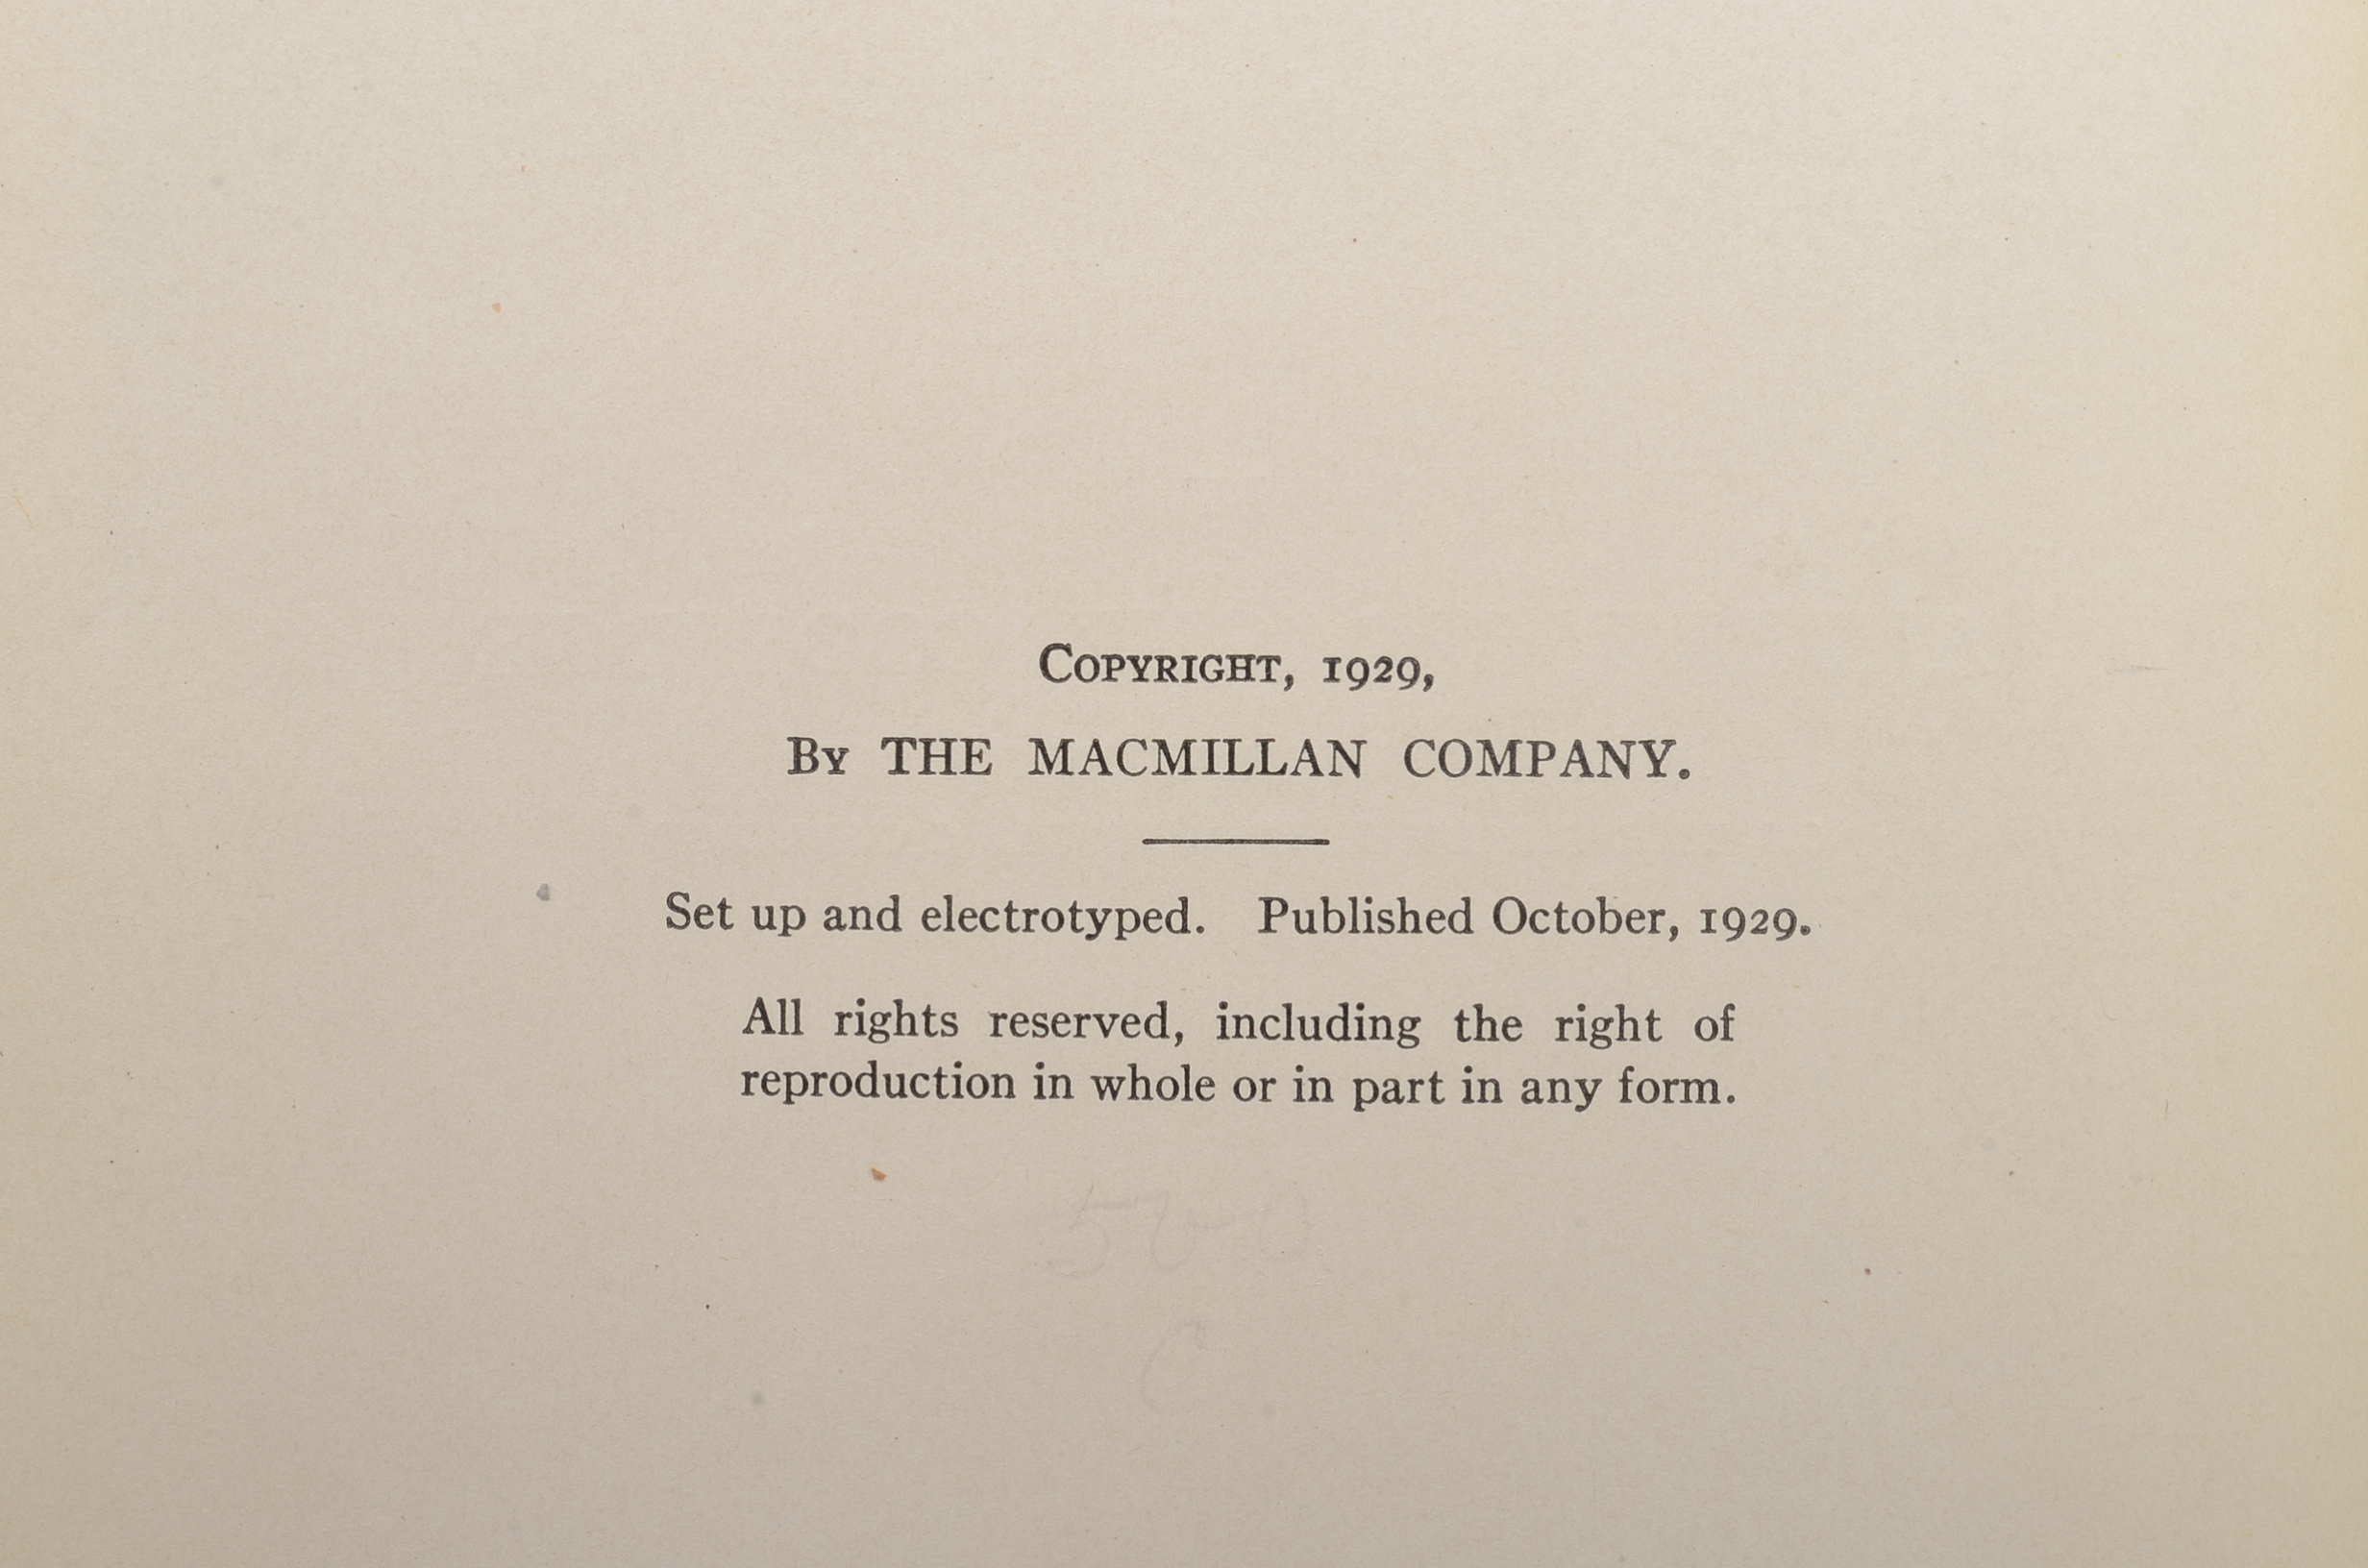 Copyright, 1929,
By THE MACMILLAN COMPANY.
Set up and electrotyped. Published October, 1929.
All rights reserved, including the right of
reproduction in whole or in part in any form.